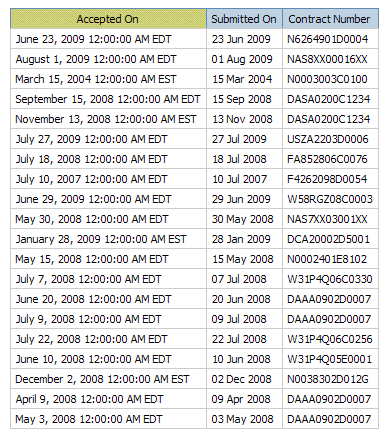 Accepted On Submitted On Contract Number
June 23, 2009 12:00:00 AM EDT 23 Jun 2009 N6264901D0004
August 1, 2009 12:00:00 AM EDT 01 Aug 2009 NAS8XX00016XX
March 15, 2004 12:00:00 AM EST 15 Mar 2004 N0003003C0100
September 15, 2008 12:00:00 AM EDT 15 Sep 2008 DASA0200C1234
November 13, 2008 12:00:00 AM EST 13 Nov 2008 DASA0200C1234
July 27, 2009 12:00:00 AM EDT 27 Jul 2009 USZA2203D0006
July 18, 2008 12:00:00 AM EDT 18 Jul 2008 FA852806C0076
July 10, 2007 12:00:00 AM EDT 10 Jul 2007 F4262098D0054
June 29, 2009 12:00:00 AM EDT 29 Jun 2009 W58RGZ08C0003
May 30, 2008 12:00:00 AM EDT 30 May 2008 NAS7XX03001XX
January 28, 2009 12:00:00 AM EST 28 Jan 2009 DCA20002D5001
May 15, 2008 12:00:00 AM EDT 15 May 2008 N0002401E8102
July 7, 2008 12:00:00 AM EDT 07 Jul 2008 W31P4Q06C0330
June 20, 2008 12:00:00 AM EDT 20 Jun 2008 DAAA0902D0007
July 9, 2008 12:00:00 AM EDT 09 Jul 2008 DAAA0902D0007
July 22, 2008 12:00:00 AM EDT 22 Jul 2008 W31P4Q06C0256
June 10, 2008 12:00:00 AM EDT 10 Jun 2008 W31P4Q05E0001
December 2, 2008 12:00:00 AM EST 02 Dec 2008 N0038302D012G
April 9, 2008 12:00:00 AM EDT 09 Apr 2008 DAAA0902D0007
May 3, 2008 12:00:00 AM EDT 03 May 2008 DAAA0902D0007